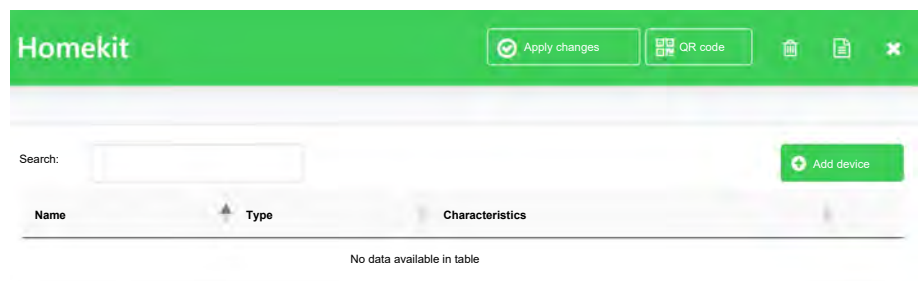 Homekit
Apply changes
QR code
Search:
Add device
Name Type Characteristics
No data available in table